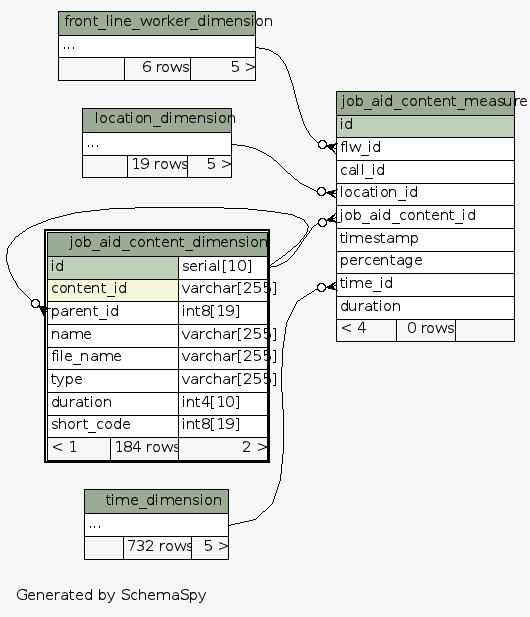 front_line_worker_dimension
...
6 rows 5 >
location_dimension
...
19 rows 5 >
job_aid_content_measure
id
flw_id
call_id
location_id
job_aid_content_id
timestamp
percentage
time_id
duration
< 4 0 rows
job_aid_content_dimension
id serial[10]
content_id varchar[255]
parent_id int8[19]
name varchar[255]
file_name varchar[255]
type varchar[255]
duration int4[10]
short_code int8[19]
< 1 184 rows 2 >
time_dimension
...
732 rows 5 >
Generated by SchemaSpy